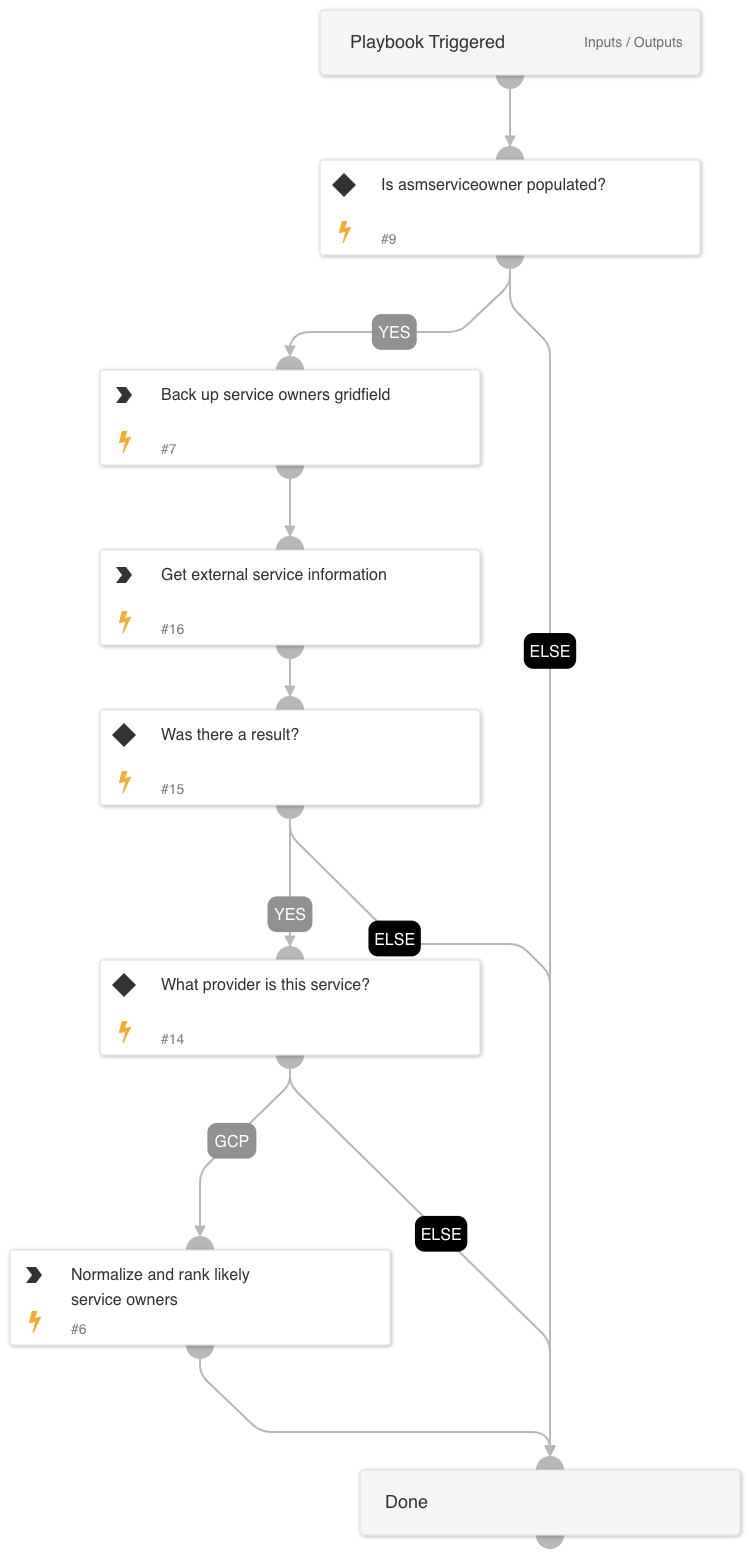 Playbook Triggered
Inputs / Outputs
Is asmserviceowner populated?
#9
YES
Back up service owners gridfield
#7
Get external service information
#16
ELSE
Was there a result?
#15
YES
ELSE
What provider is this service?
#14
GCP
ELSE
Normalize and rank likely
service owners
#6
Done